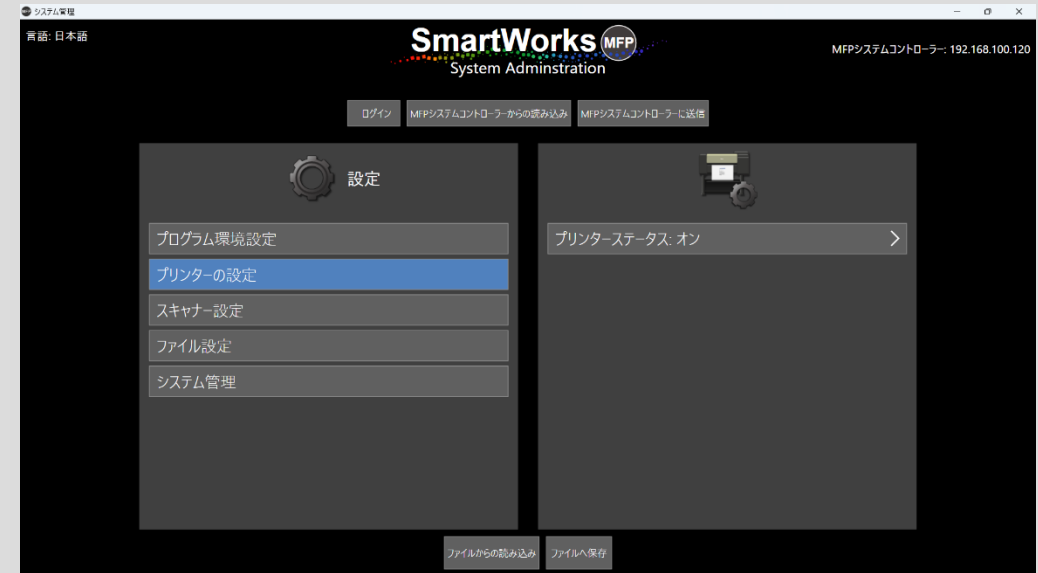 システム管理
言語: 日本語
SmartWorks MFP
System Adminstration
MFPシステムコントローラー: 192.168.100.120
ログイン
MFPシステムコントローラーからの読み込み
MFPシステムコントローラーに送信
設定
プログラム環境設定
プリンターの設定
スキャナー設定
ファイル設定
システム管理
プリンターステータス: オン
ファイルからの読み込み
ファイルへ保存